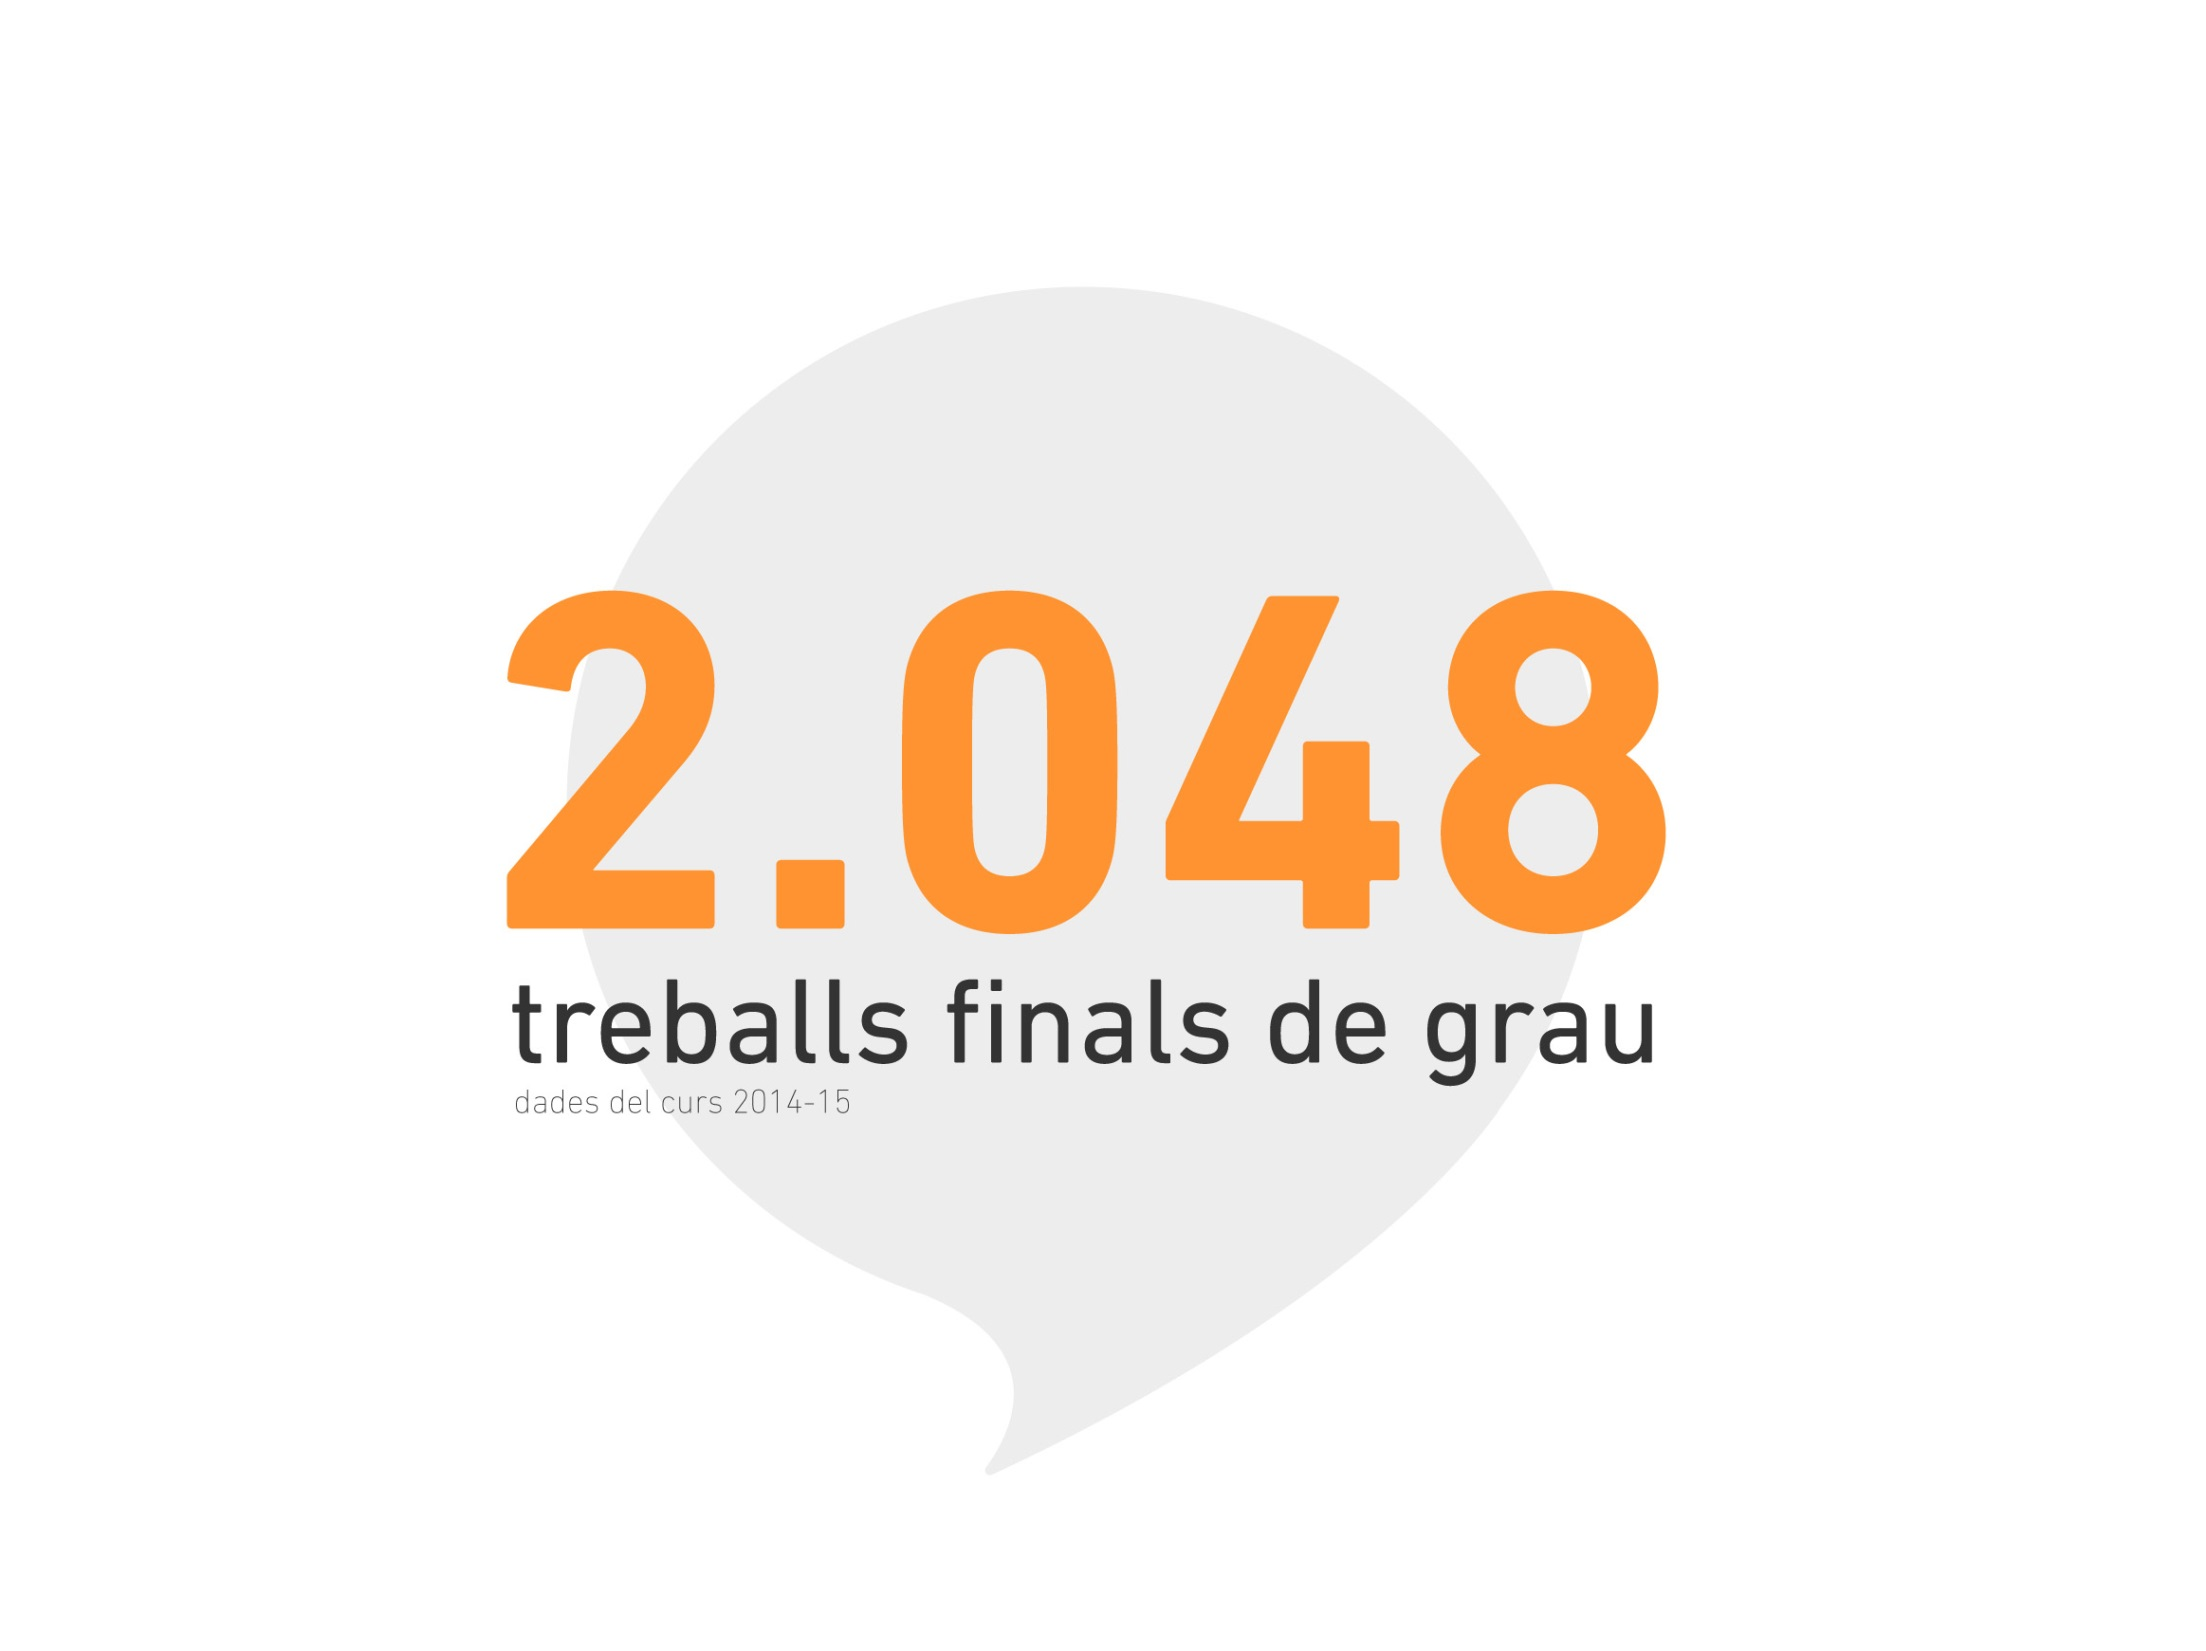 2.048
treballs finals de grau
dades del curs 2014-15